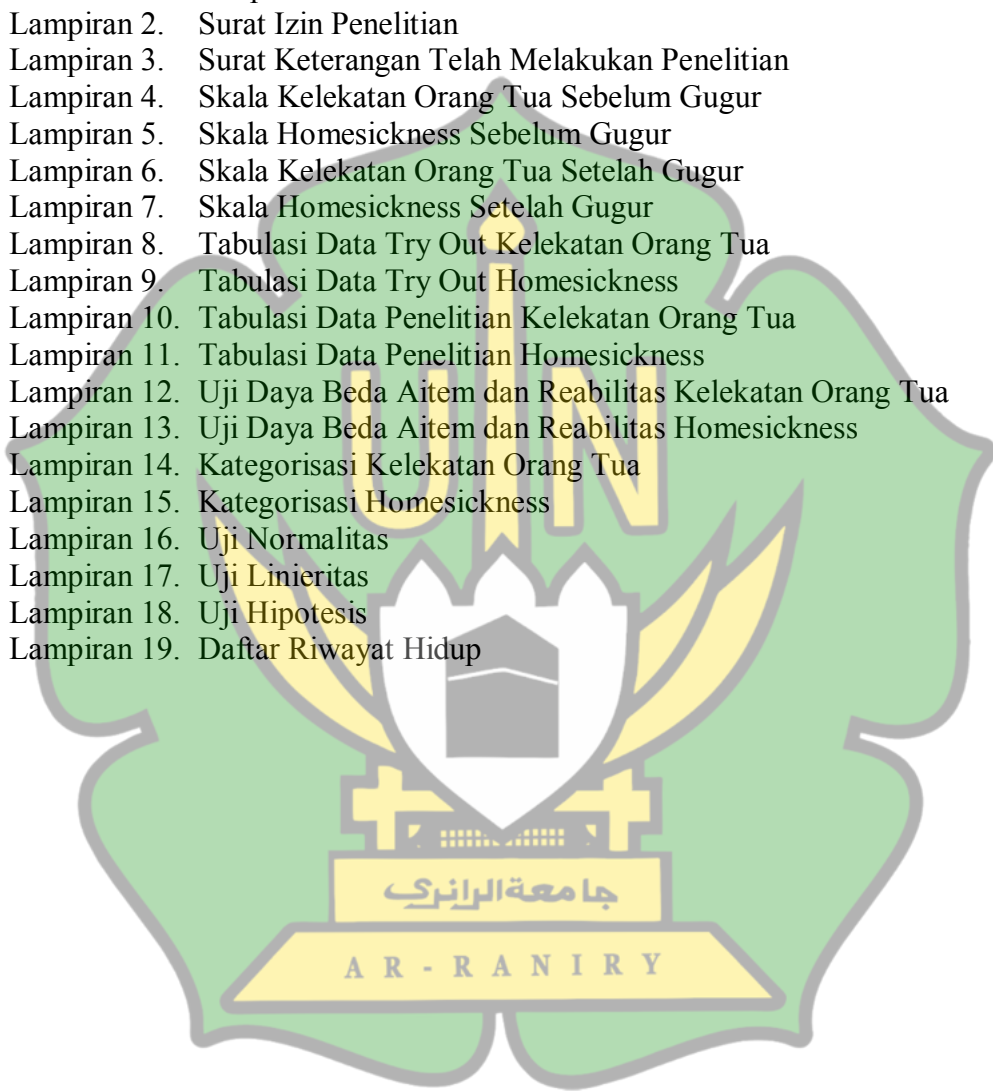 Lampiran 2. Surat Izin Penelitian
Lampiran 3. Surat Keterangan Telah Melakukan Penelitian
Lampiran 4. Skala Kelekatan Orang Tua Sebelum Gugur
Lampiran 5. Skala Homesickness Sebelum Gugur
Lampiran 6. Skala Kelekatan Orang Tua Setelah Gugur
Lampiran 7. Skala Homesickness Setelah Gugur
Lampiran 8. Tabulasi Data Try Out Kelekatan Orang Tua
Lampiran 9. Tabulasi Data Try Out Homesickness
Lampiran 10. Tabulasi Data Penelitian Kelekatan Orang Tua
Lampiran 11. Tabulasi Data Penelitian Homesickness
Lampiran 12. Uji Daya Beda Aitem dan Reabilitas Kelekatan Orang Tua
Lampiran 13. Uji Daya Beda Aitem dan Reabilitas Homesickness
Lampiran 14. Kategorisasi Kelekatan Orang Tua
Lampiran 15. Kategorisasi Homesickness
Lampiran 16. Uji Normalitas
Lampiran 17. Uji Linieritas
Lampiran 18. Uji Hipotesis
Lampiran 19. Daftar Riwayat Hidup
UIN
جامعةالرانري
AR-RANIRY